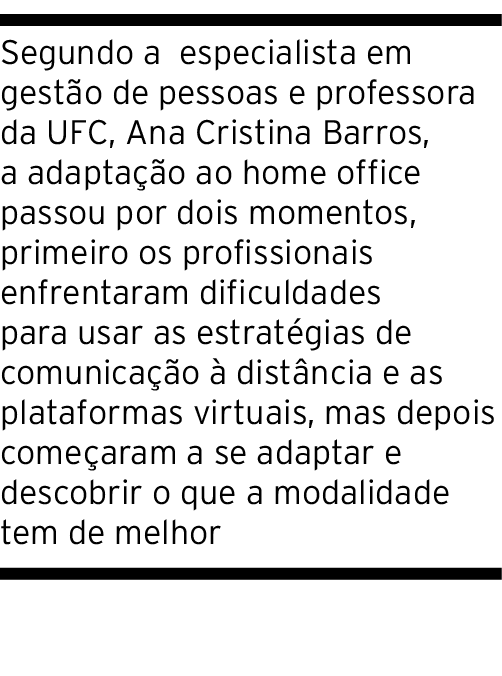 Segundo a  especialista em
gestão de pessoas e professora
da UFC, Ana Cristina Barros,
a adaptação ao home office
passou por dois momentos,
primeiro os profissionais
enfrentaram dificuldades
para usar as estratégias de
comunicação à distância e as
plataformas virtuais, mas depois
começaram a se adaptar e
descobrir o que a modalidade
tem de melhor